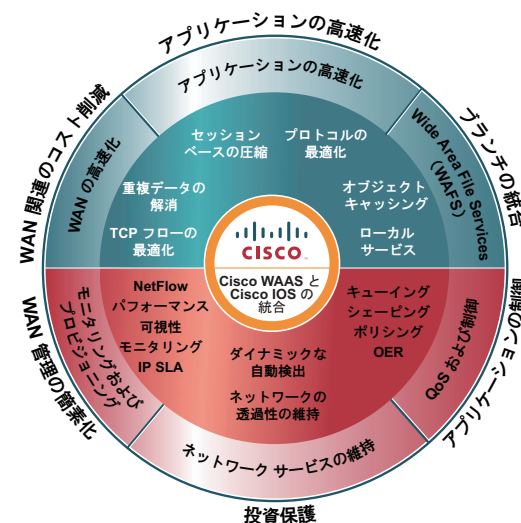 アプリケーションの高速化
アプリケーションの高速化
WAN 関連のコスト削減
WAN の高速化
ブランチの統合
Wide Area File Services
（WAFS）
セッション
ベースの圧縮
プロトコルの
最適化
重複データの
解消
オブジェクト
キャッシング
TCP フローの
最適化
ローカル
サービス
CISCO
Cisco WAAS と
Cisco IOS の
統合
NetFlow
パフォーマンス
可視性
モニタリング
IP SLA
キューイング
シェーピング
ポリシング
OER
ダイナミックな
自動検出
ネットワークの
透過性の維持
モニタリングおよび
プロビジョニング
WAN 管理の簡素化
QoS および制御
アプリケーションの制御
ネットワーク サービスの維持
投資保護